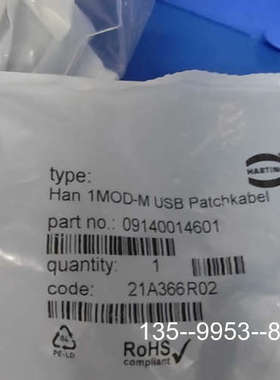 HARTING
type:
Han 1MOD-M USB Patchkabel
part no.: 09140014601
quantity: 1
code: 21A366R02
PE-LD
RoHS
compliant
135--9953--8